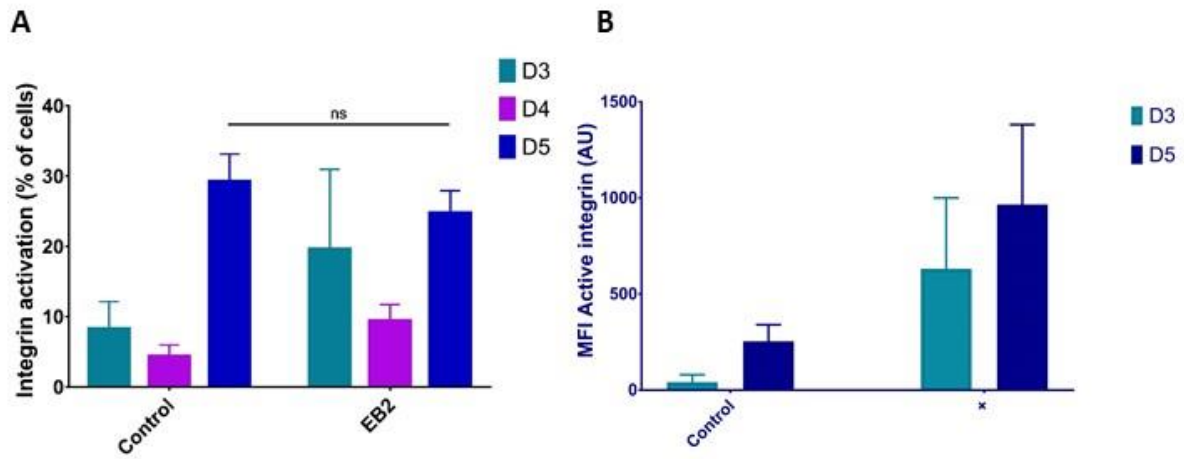 A
Integrin activation (% of cells)
40
30
20
10
0
ns
D3
D4
D5
Control
EB2
B
MFI Active integrin (AU)
1500
1000
500
0
D3
D5
Control
×